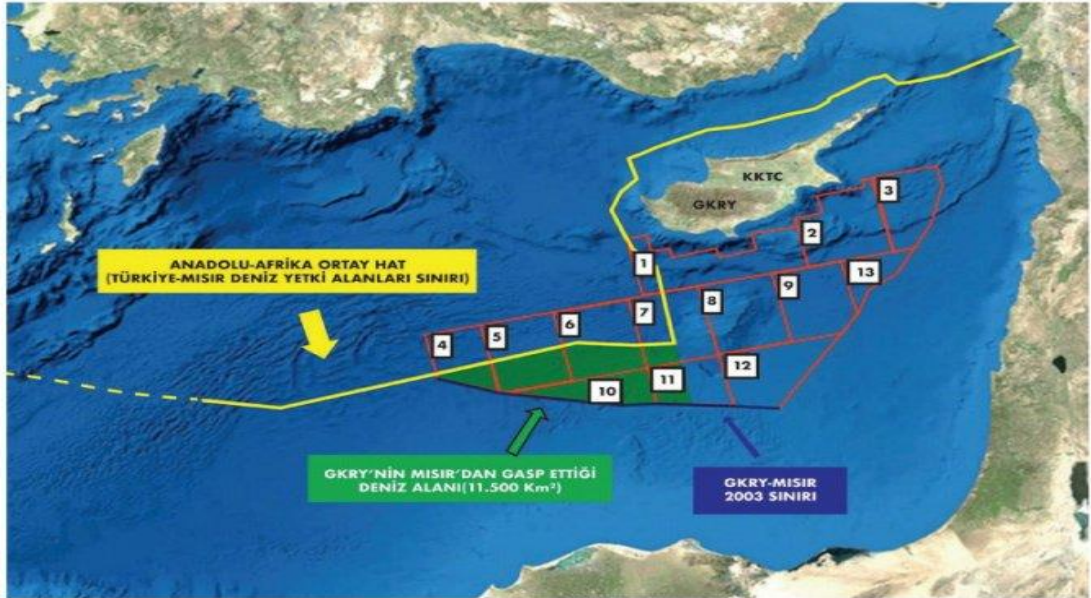 KKTC
GKRY
3
2
1
13
9
8
7
6
5
4
12
11
10
ANADOLU-AFRIKA ORTAY HAT
(TÜRKİYE-MISIR DENİZ YETKİ ALANLARI SINIRI)
GKRY'NİN MISIR'DAN GASP ETTİĞİ
DENİZ ALANI(11.500 Km²)
GKRY-MISIR
2003 SINIRI